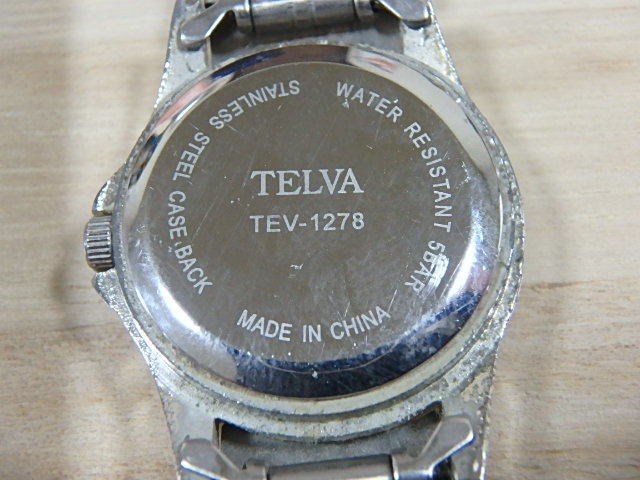 TELVA
TEV-1278
WATER RESISTANT 5BAR
MADE IN CHINA
STAINLESS STEEL CASE BACK